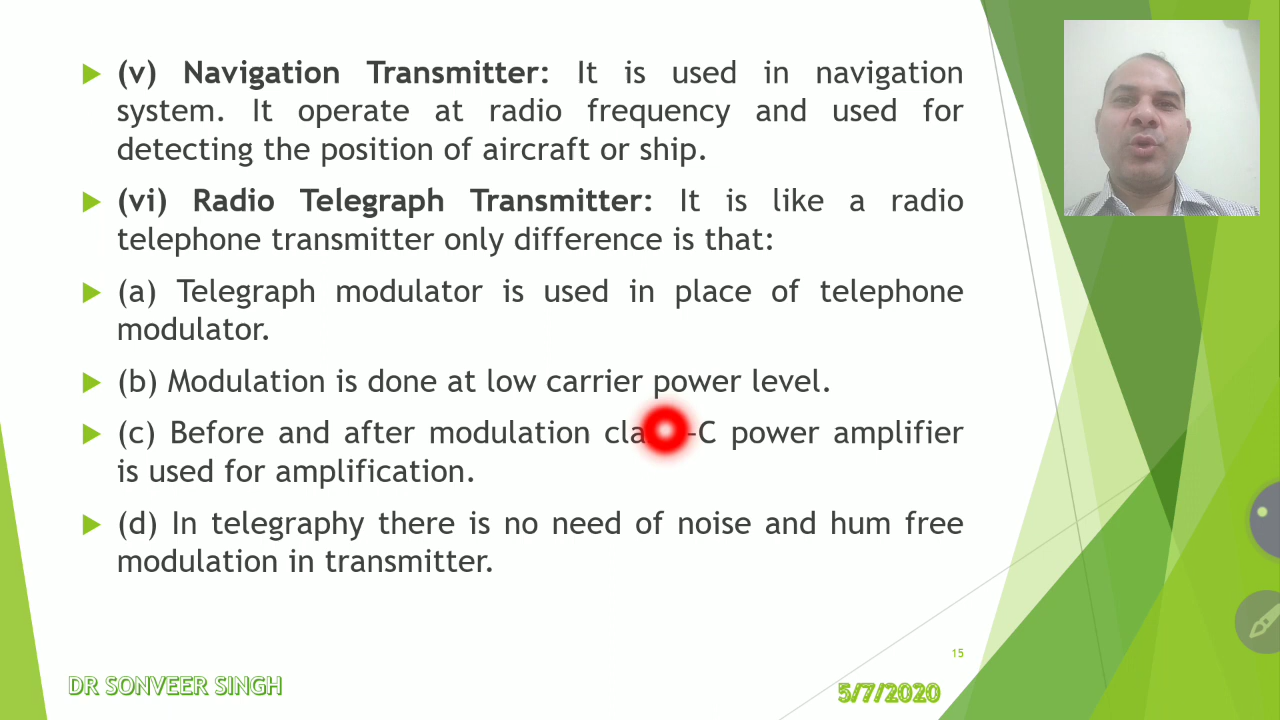 (v) Navigation Transmitter: It is used in navigation
system. It operate at radio frequency and used for
detecting the position of aircraft or ship.
(vi) Radio Telegraph Transmitter: It is like a radio
telephone transmitter only difference is that:
(a) Telegraph modulator is used in place of telephone
modulator.
(b) Modulation is done at low carrier power level.
(c) Before and after modulation -C power amplifier
is used for amplification.
(d) In telegraphy there is no need of noise and hum free
modulation in transmitter.
15
DR SONVEER SINGH
5/7/2020